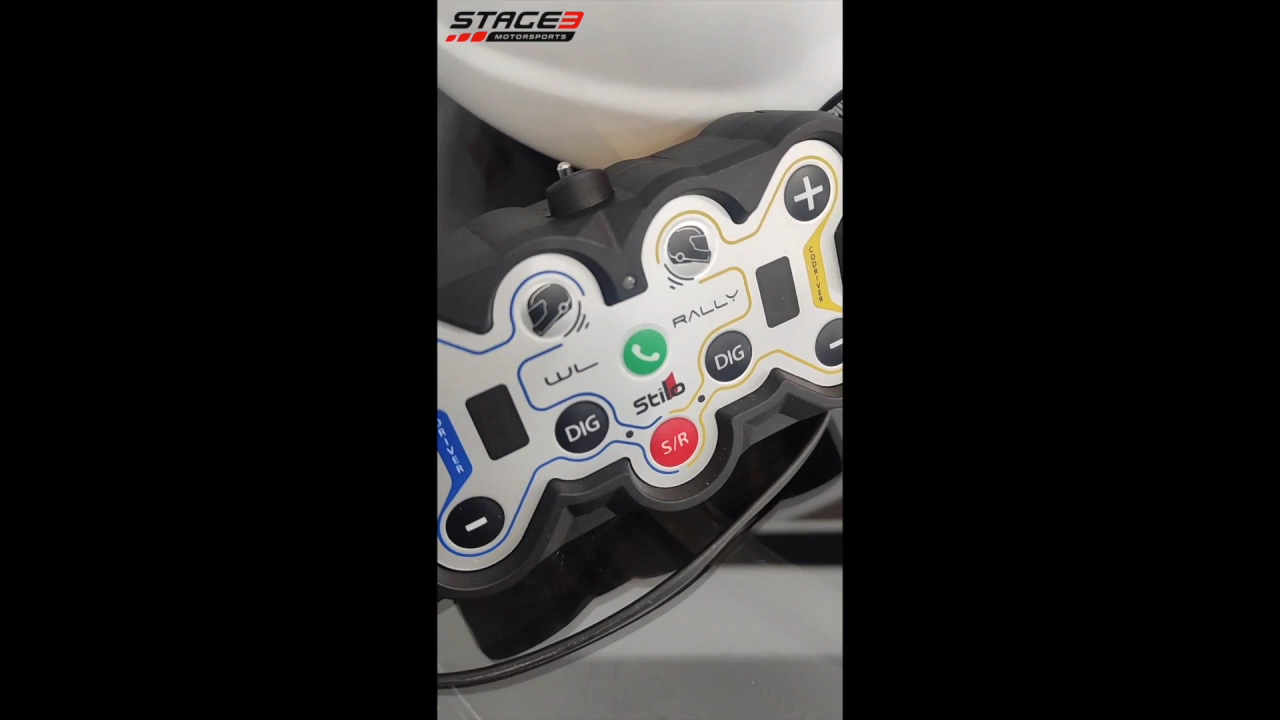 STAGE3
MOTORSPORTS
+
CODRIVER
RALLY
WL
DIG
Stilo
DIG
S/R
DRIVER
-
-